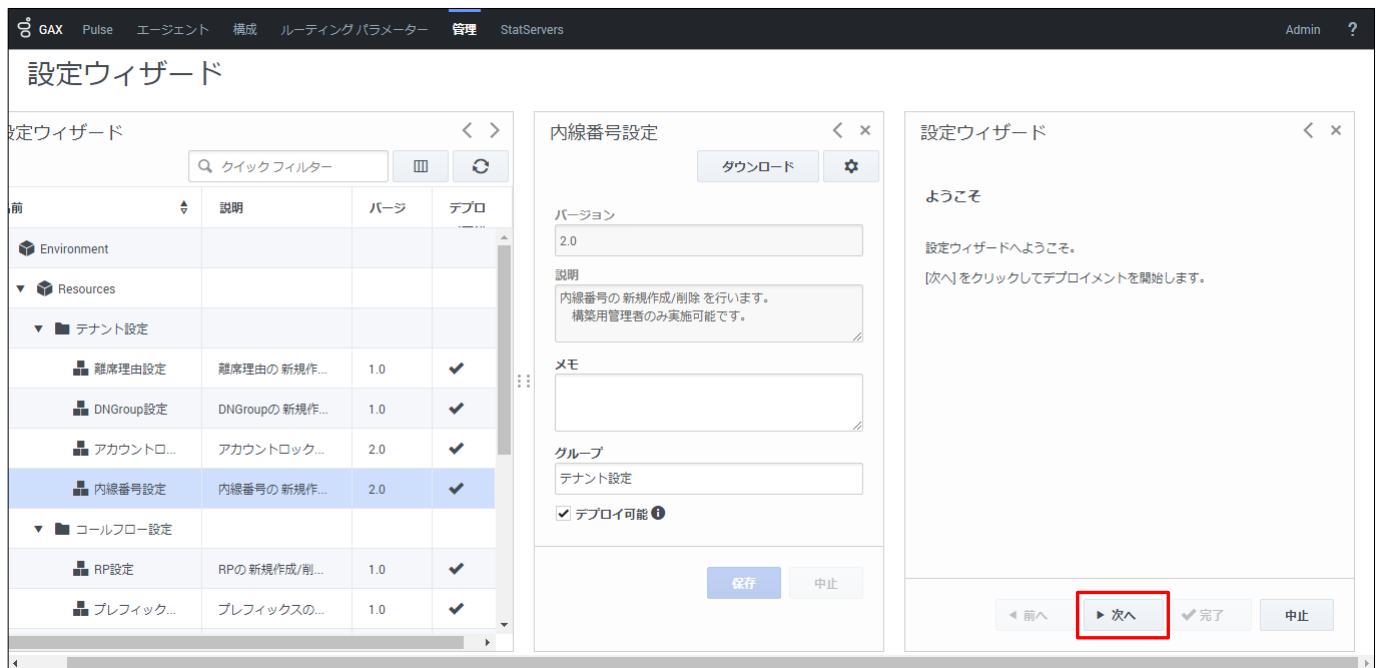 GAX Pulse エージェント 構成 ルーティング パラメーター 管理 StatServers Admin ?
設定ウィザード
設定ウィザード
クイック フィルター
前 説明 バージ デプロ
Environment
Resources
テナント設定
離席理由設定 離席理由の 新規作... 1.0
DNGroup設定 DNGroupの 新規作... 1.0
アカウントロ... アカウントロック... 2.0
内線番号設定 内線番号の 新規作... 2.0
コールフロー設定
RP設定 RPの 新規作成/削... 1.0
プレフィック... プレフィックスの... 1.0
内線番号設定
ダウンロード
バージョン
2.0
説明
内線番号の 新規作成/削除 を行います。
構築用管理者のみ実施可能です。
メモ
グループ
テナント設定
デプロイ可能
保存 中止
設定ウィザード
ようこそ
設定ウィザードへようこそ。
[次へ] をクリックしてデプロイメントを開始します。
前へ 次へ 完了 中止